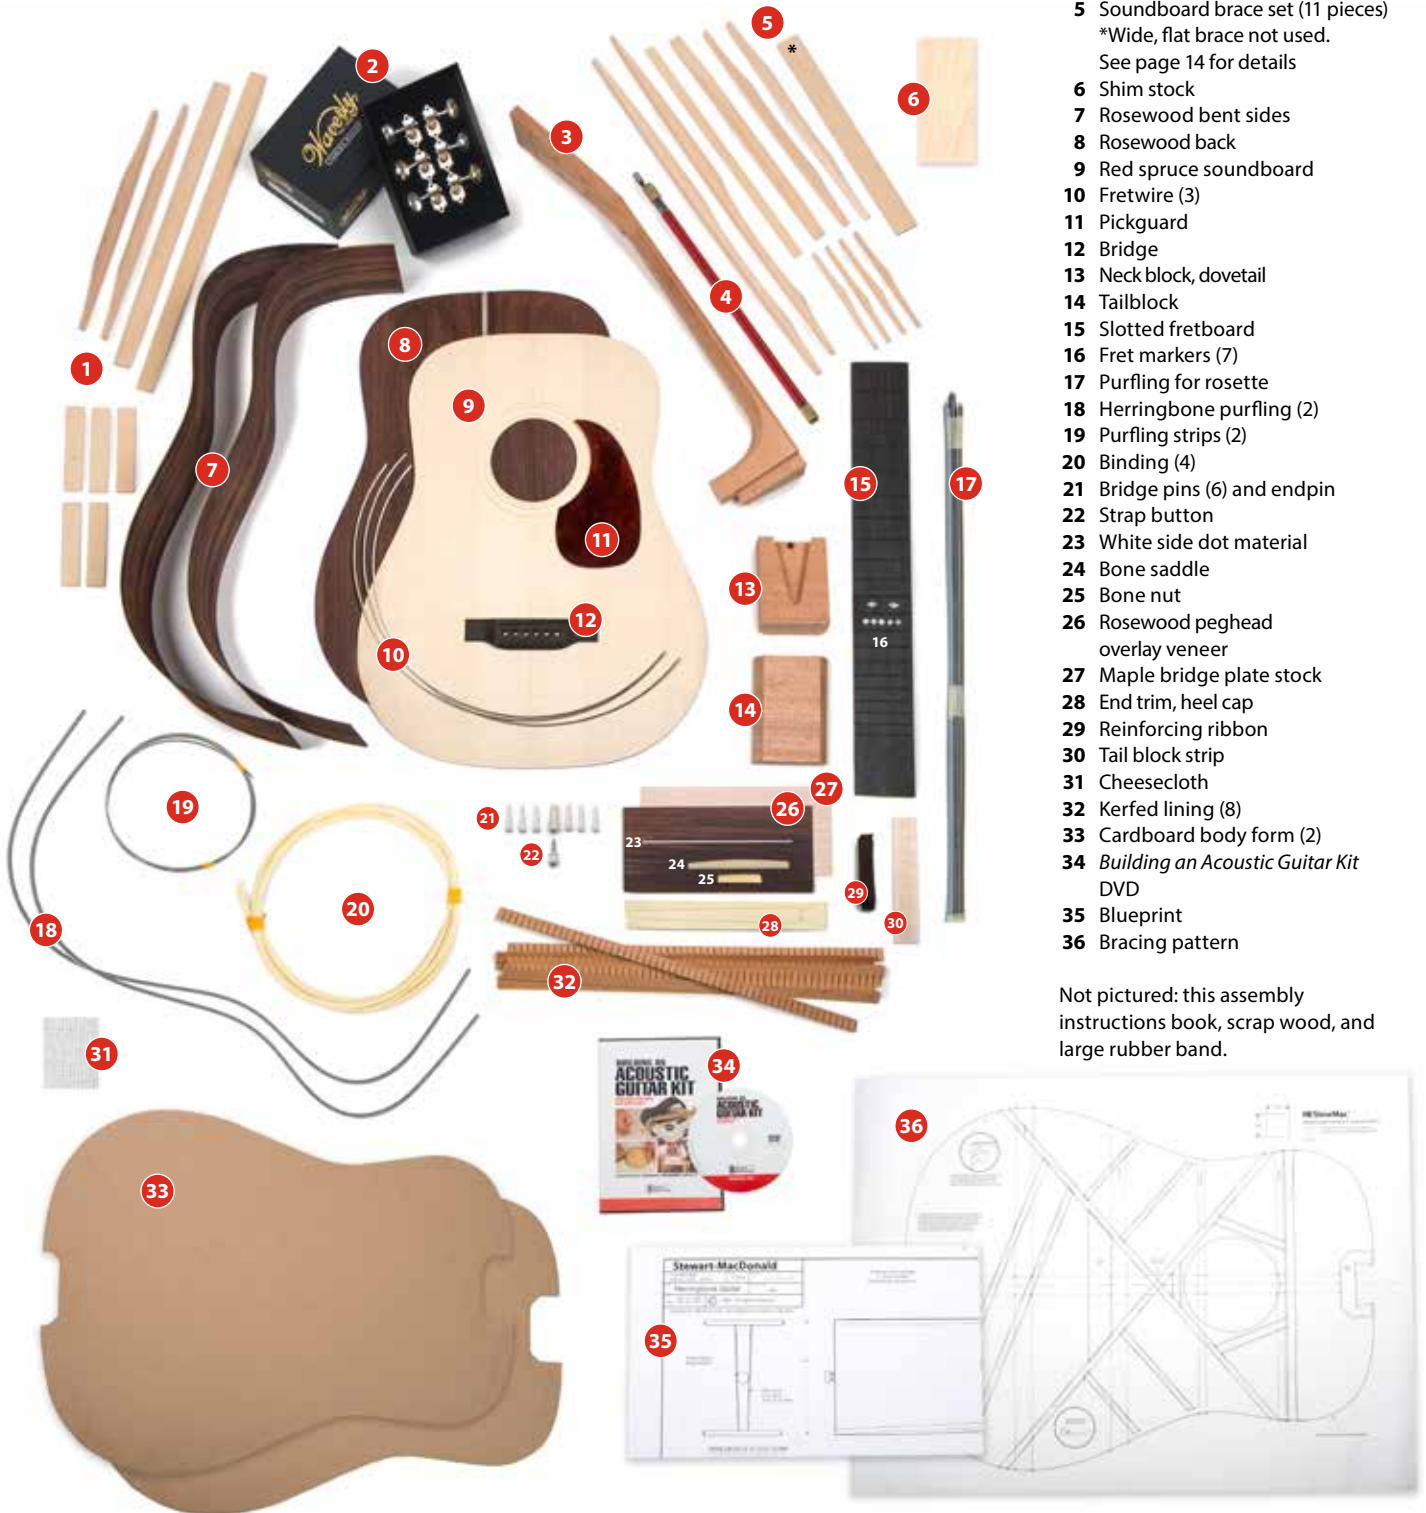 5 Soundboard brace set (11 pieces)
*Wide, flat brace not used.
See page 14 for details
6 Shim stock
7 Rosewood bent sides
8 Rosewood back
9 Red spruce soundboard
10 Fretwire (3)
11 Pickguard
12 Bridge
13 Neck block, dovetail
14 Tailblock
15 Slotted fretboard
16 Fret markers (7)
17 Purfling for rosette
18 Herringbone purfling (2)
19 Purfling strips (2)
20 Binding (4)
21 Bridge pins (6) and endpin
22 Strap button
23 White side dot material
24 Bone saddle
25 Bone nut
26 Rosewood peghead
overlay veneer
27 Maple bridge plate stock
28 End trim, heel cap
29 Reinforcing ribbon
30 Tail block strip
31 Cheesecloth
32 Kerfed lining (8)
33 Cardboard body form (2)
34 Building an Acoustic Guitar Kit
DVD
35 Blueprint
36 Bracing pattern
Not pictured: this assembly
instructions book, scrap wood, and
large rubber band.
5
*
2
Waverly
6
3
4
1
8
9
7
15
17
11
13
12
16
10
14
27
26
19
21
23
22
24
25
29
20
28
30
18
32
31
34
BUILDING AN
ACOUSTIC
GUITAR KIT
ACOUSTIC
GUITAR KIT
36
33
Stewart-MacDonald
Herringbone Guitar
35